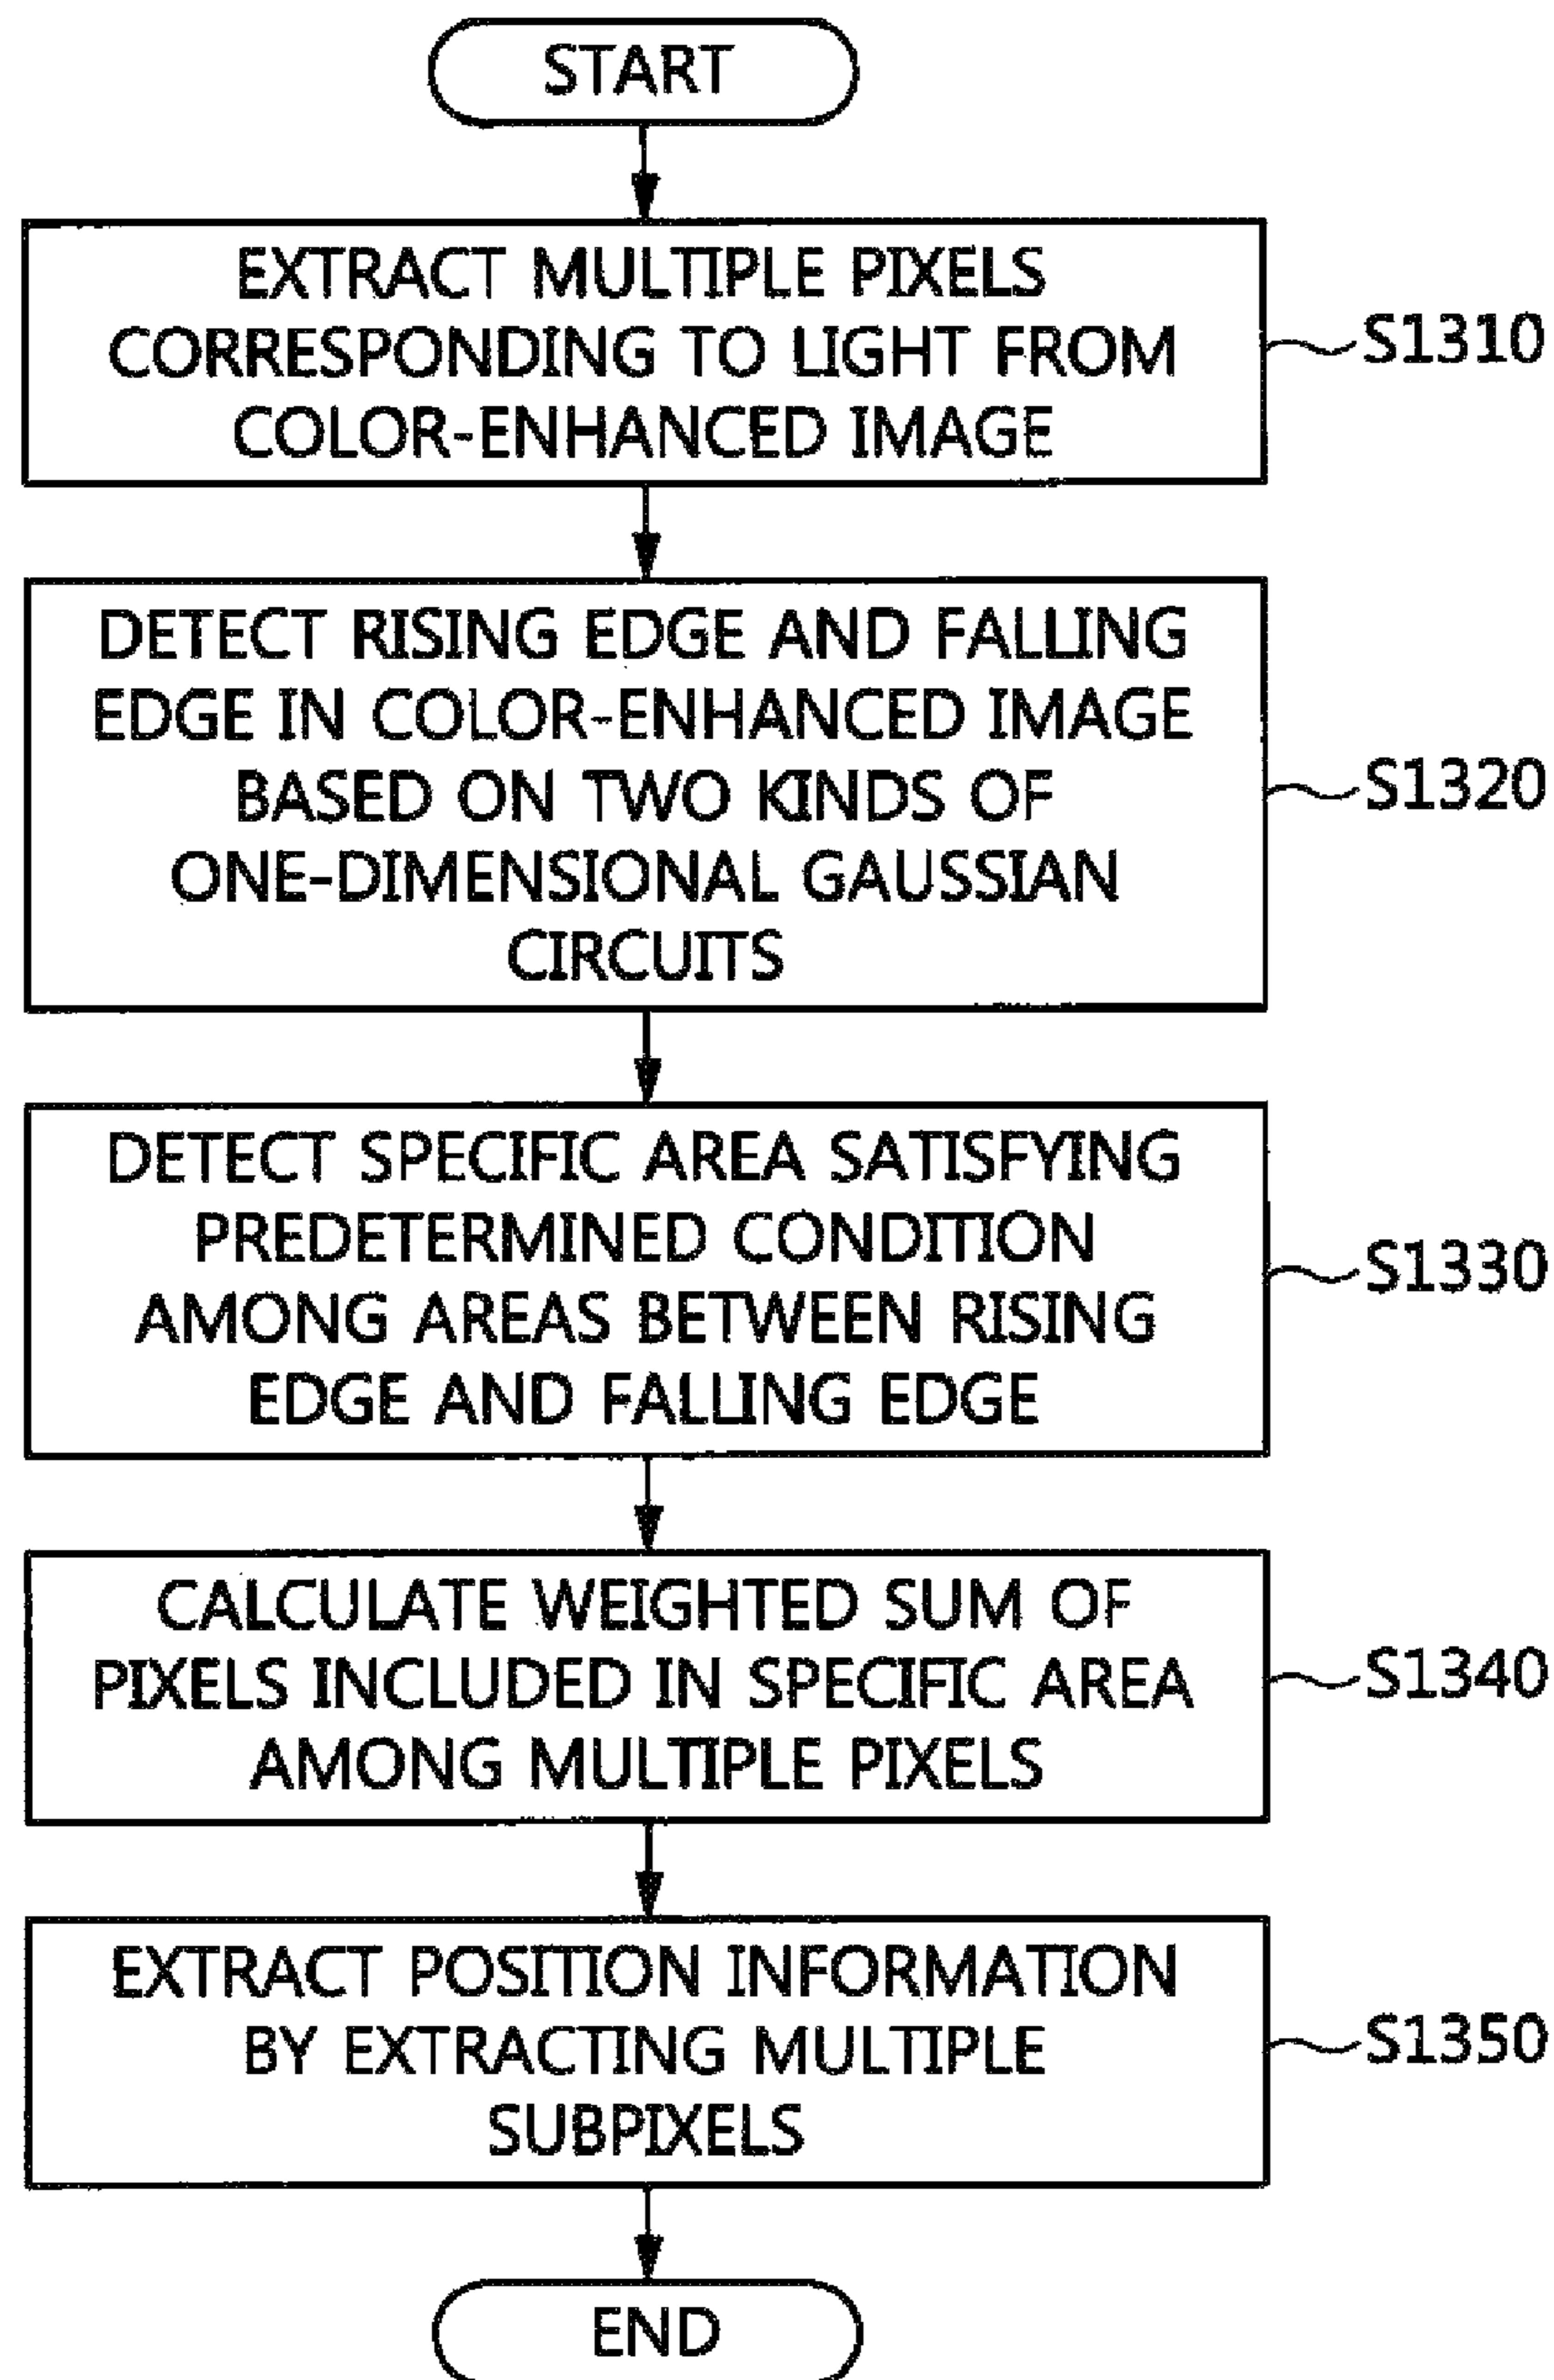 START
EXTRACT MULTIPLE PIXELS
CORRESPONDING TO LIGHT FROM
COLOR-ENHANCED IMAGE
S1310
DETECT RISING EDGE AND FALLING
EDGE IN COLOR-ENHANCED IMAGE
BASED ON TWO KINDS OF
ONE-DIMENSIONAL GAUSSIAN
CIRCUITS
S1320
DETECT SPECIFIC AREA SATISFYING
PREDETERMINED CONDITION
AMONG AREAS BETWEEN RISING
EDGE AND FALLING EDGE
S1330
CALCULATE WEIGHTED SUM OF
PIXELS INCLUDED IN SPECIFIC AREA
AMONG MULTIPLE PIXELS
S1340
EXTRACT POSITION INFORMATION
BY EXTRACTING MULTIPLE
SUBPIXELS
S1350
END